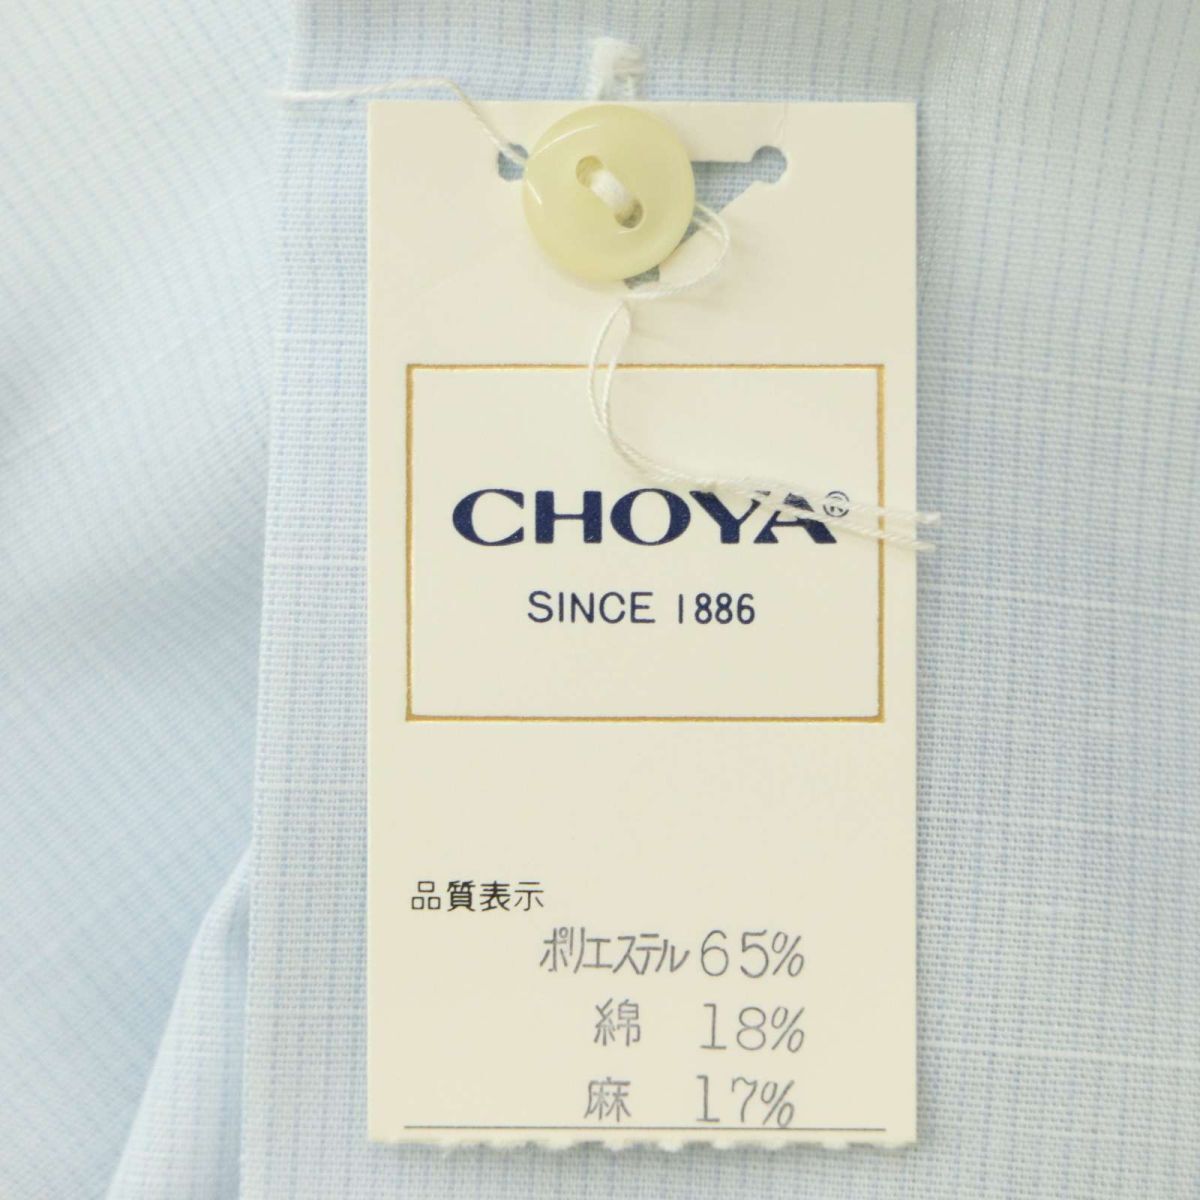 CHOYA®
SINCE 1886
品質表示
ポリエステル 65%
綿 18%
麻 17%